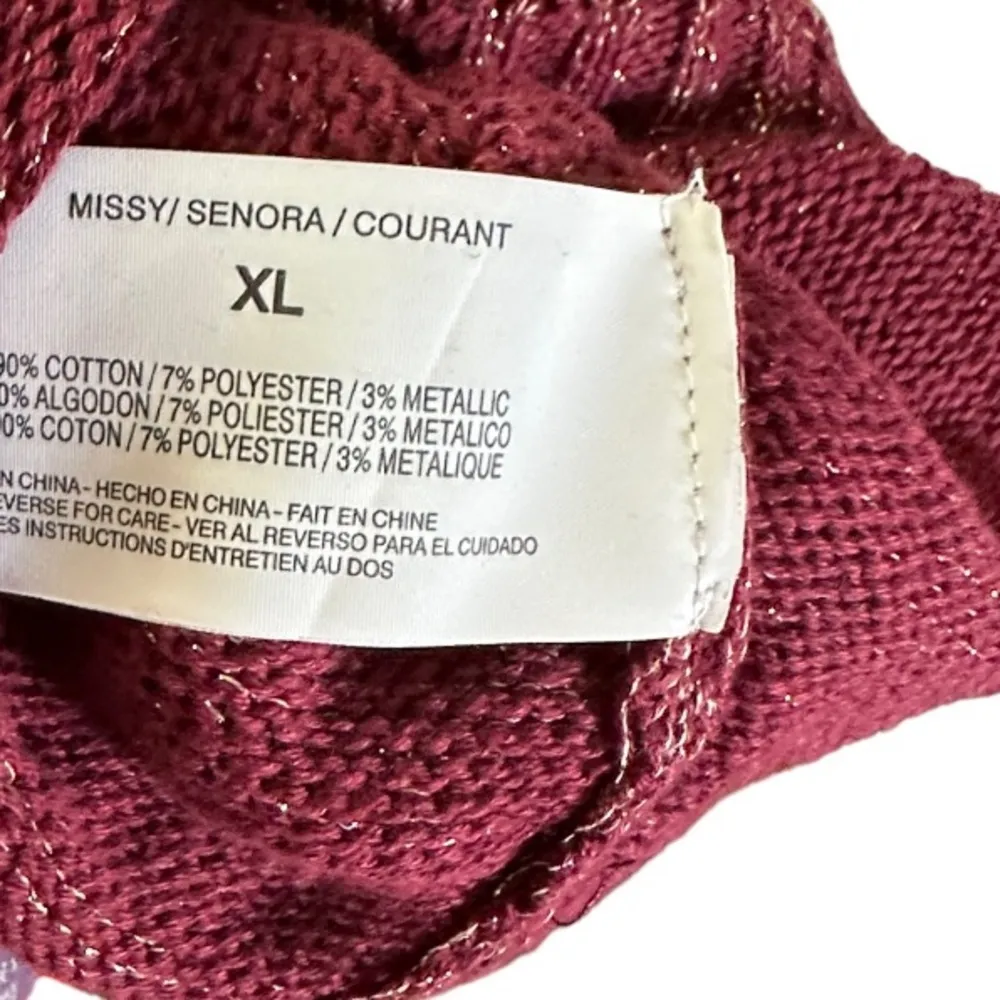 MISSY/ SENORA / COURANT
XL
90% COTTON / 7% POLYESTER / 3% METALLIC
0% ALGODON / 7% POLIESTER / 3% METALICO
0% COTON / 7% POLYESTER / 3% METALIQUE
N CHINA - HECHO EN CHINA - FAIT EN CHINE
EVERSE FOR CARE - VER AL REVERSO PARA EL CUIDADO
ES INSTRUCTIONS D'ENTRETIEN AU DOS